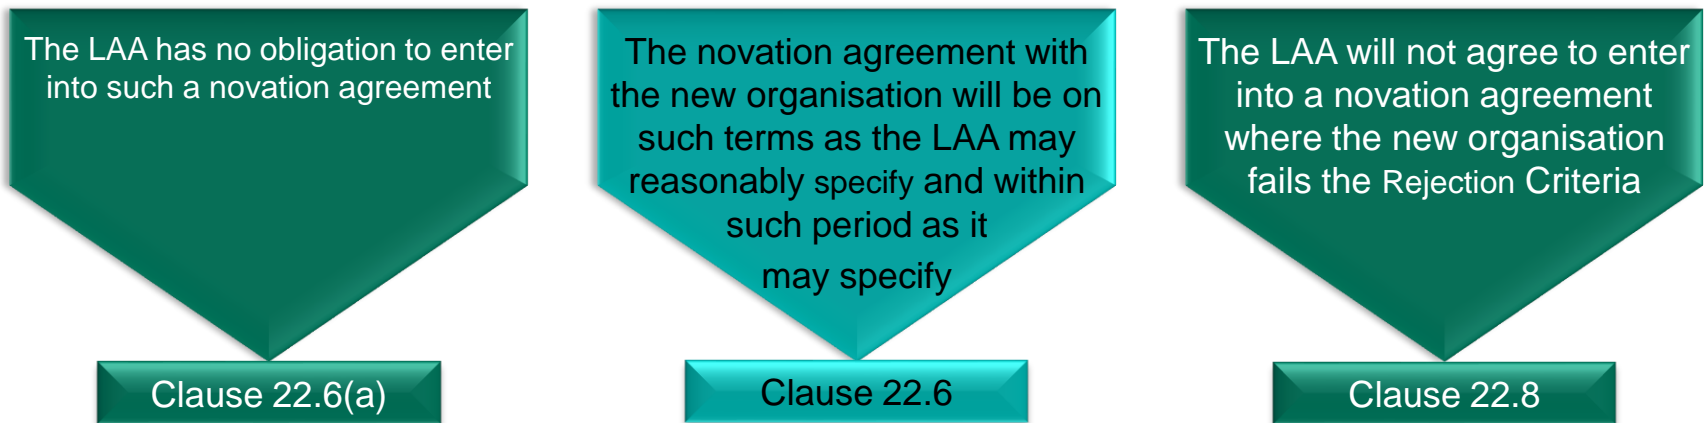 The LAA has no obligation to enter
into such a novation agreement
Clause 22.6(a)
The novation agreement with
the new organisation will be on
such terms as the LAA may
reasonably specify and within
such period as it
may specify
Clause 22.6
The LAA will not agree to enter
into a novation agreement
where the new organisation
fails the Rejection Criteria
Clause 22.8